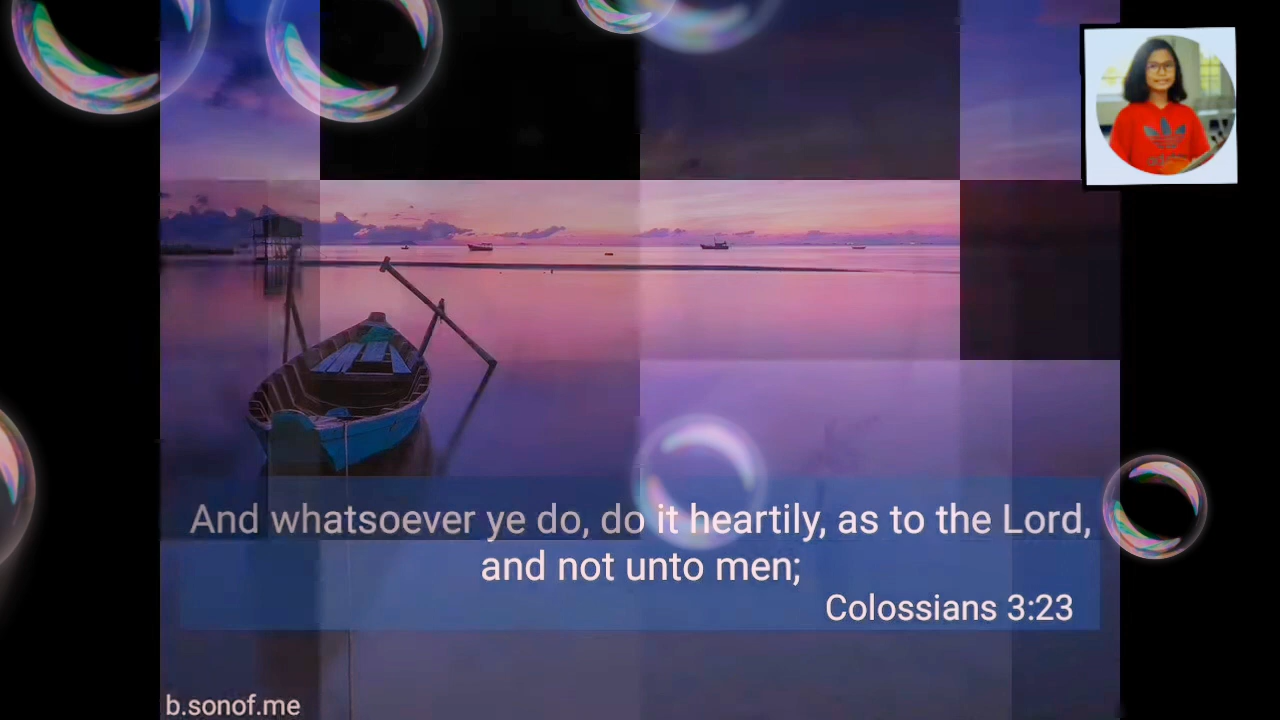 And whatsoever ye do, do it heartily, as to the Lord,
and not unto men;
Colossians 3:23
b.sonof.me